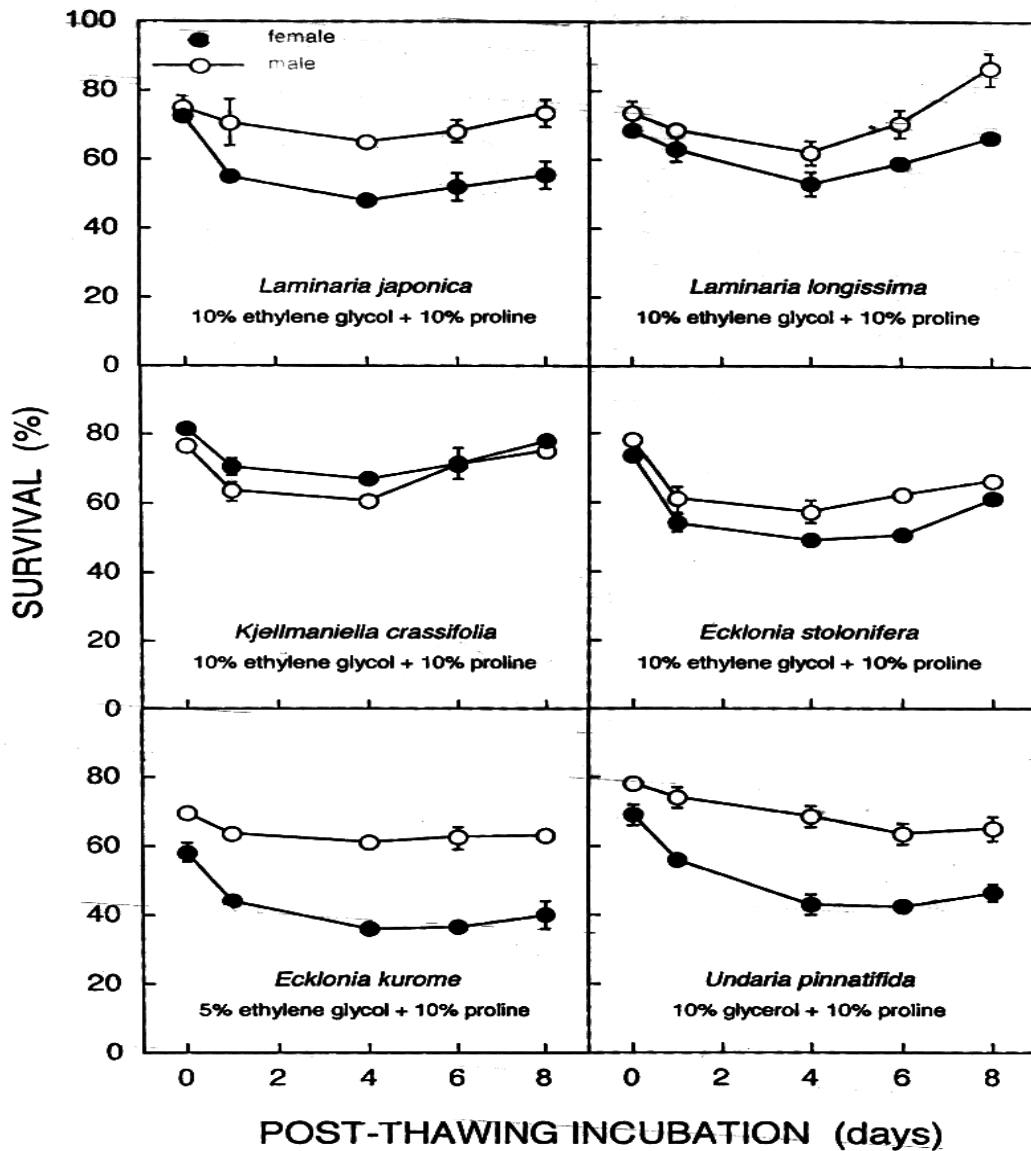 100
80
60
40
20
0
female
male
Laminaria japonica
10% ethylene glycol + 10% proline
Laminaria longissima
10% ethylene glycol + 10% proline
80
60
40
20
0
Kjellmaniella crassifolia
10% ethylene glycol + 10% proline
Ecklonia stolonifera
10% ethylene glycol + 10% proline
80
60
40
20
0
Ecklonia kurome
5% ethylene glycol + 10% proline
Undaria pinnatifida
10% glycerol + 10% proline
SURVIVAL (%)
0 2 4 6 8 0 2 4 6 8
POST-THAWING INCUBATION (days)